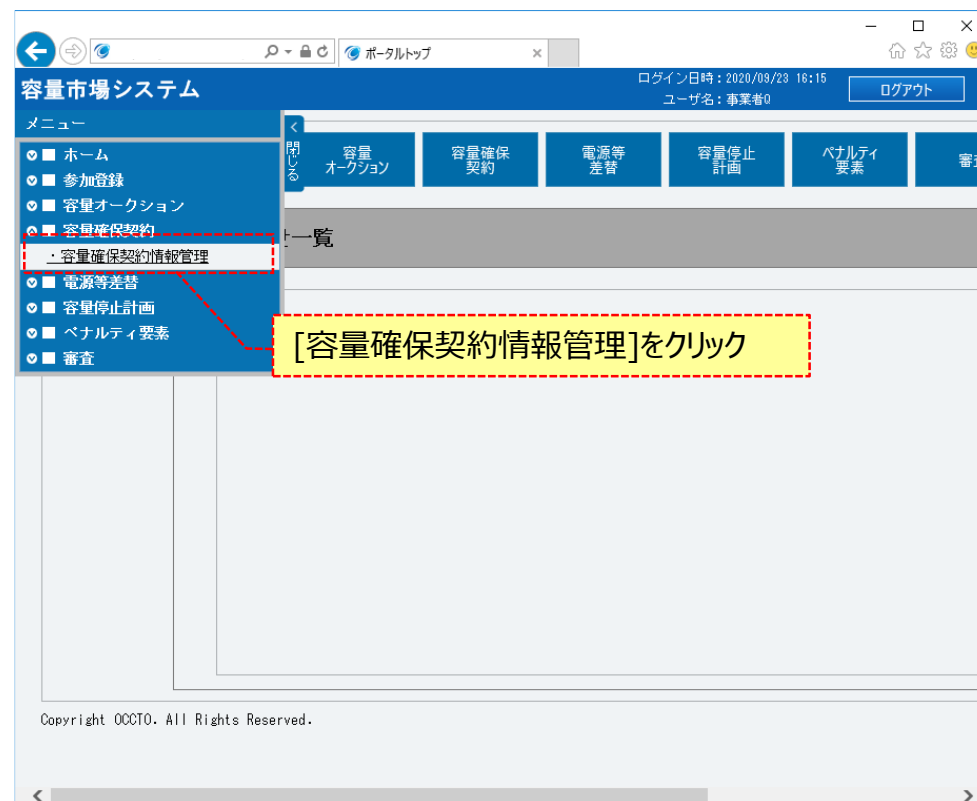 ポータルトップ
容量市場システム
ログイン日時：2020/09/23 16:15
ユーザ名：事業者Q
ログアウト
メニュー
閉じる
■ ホーム
■ 参加登録
■ 容量オークション
■ 容量確保契約
・容量確保契約情報管理
■ 電源等差替
■ 容量停止計画
■ ペナルティ要素
■ 審査
容量
オークション
容量確保
契約
電源等
差替
容量停止
計画
ペナルティ
要素
一覧
[容量確保契約情報管理]をクリック
Copyright OCCTO. All Rights Reserved.